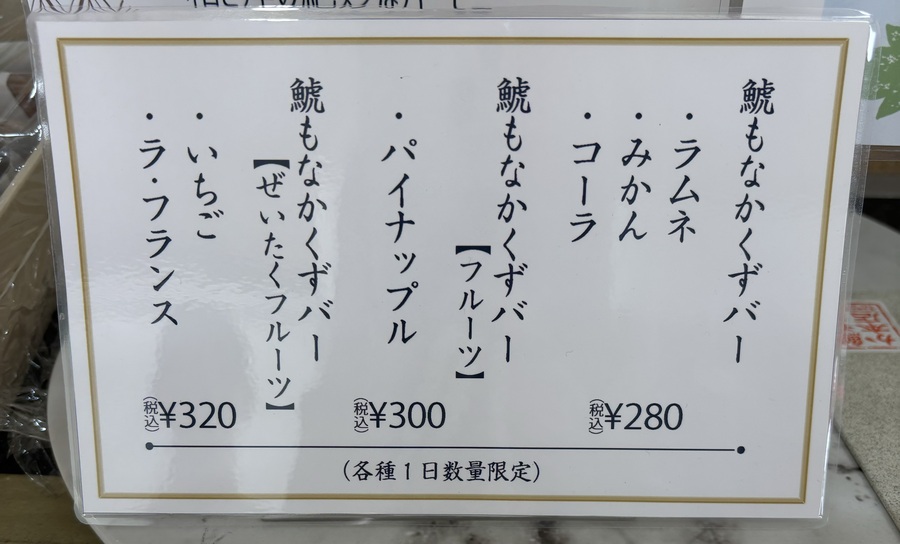 鯱もなかくずバー
・ラムネ
・みかん
・コーラ
(税込)¥280
鯱もなかくずバー
【フルーツ】
・パイナップル
(税込)¥300
鯱もなかくずバー
【ぜいたくフルーツ】
・いちご
・ラ・フランス
(税込)¥320
(各種1日数量限定)